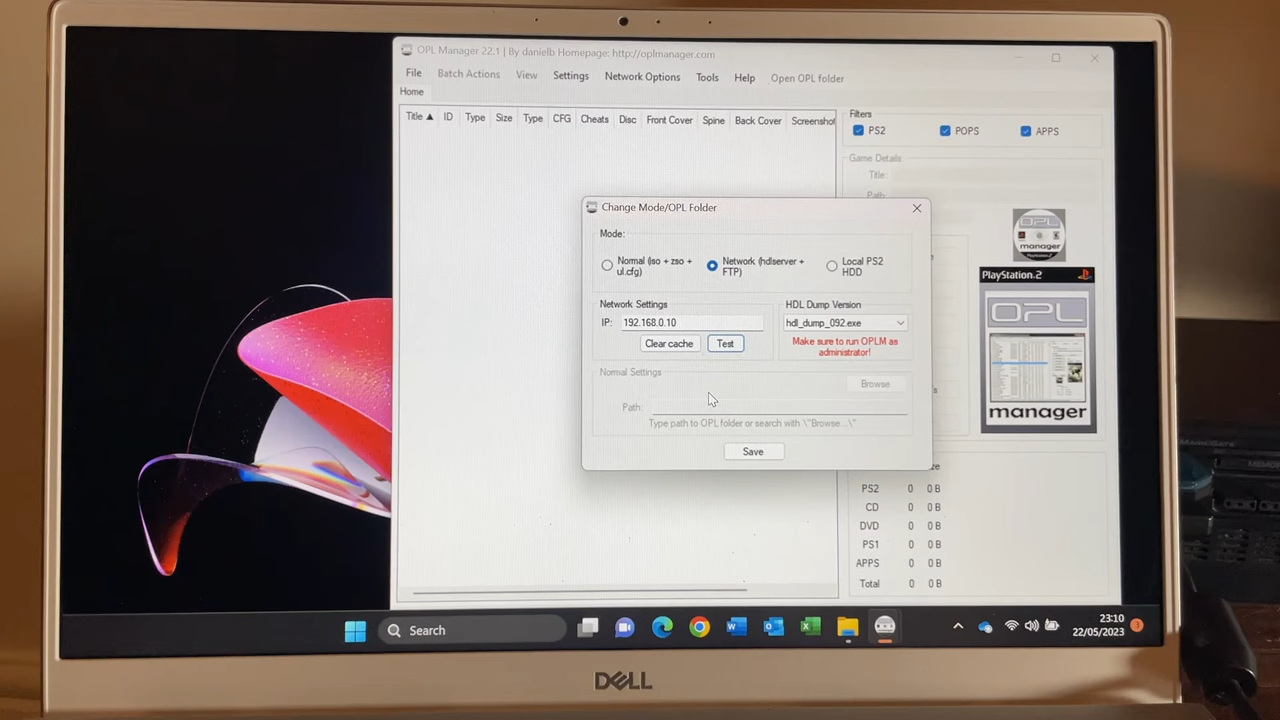 OPL Manager 22.1 | By danielb Homepage: http://oplmanager.com
File Batch Actions View Settings Network Options Tools Help Open OPL folder
Home
Title ▲ ID Type Size Type CFG Cheats Disc Front Cover Spine Back Cover Screenshot
Filters
PS2 POPS APPS
Game Details:
Title:
Path:
Change Mode/OPL Folder
Mode:
Normal (iso + zso +
ul.cfg)
Network (hdlserver +
FTP)
Local PS2
HDD
Network Settings
IP: 192.168.0.10
Clear cache Test
HDL Dump Version
hdl_dump_092.exe
Make sure to run OPLM as
administrator!
Normal Settings
Browse
Path:
Type path to OPL folder or search with \"Browse...\"
Save
OPL
manager
PlayStation.2
OPL
manager
PS2 0 0 B
CD 0 0 B
DVD 0 0 B
PS1 0 0 B
APPS 0 0 B
Total 0 0 B
Search
23:10
22/05/2023
3
DELL